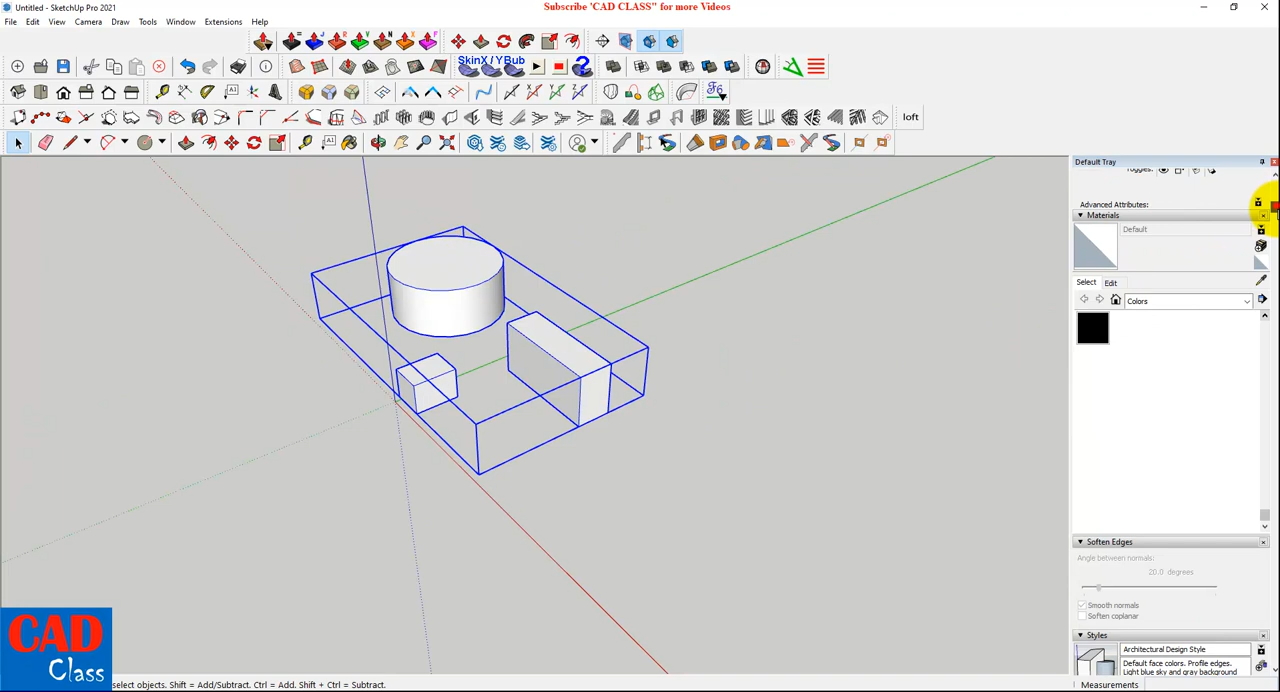 Untitled - SketchUp Pro 2021
Subscribe 'CAD CLASS" for more Videos
File Edit View Camera Draw Tools Window Extensions Help
SkinX / YBub
loft
Default Tray
Toggles:
Advanced Attributes:
Materials
Default
Select Edit
Colors
Soften Edges
Angle between normals:
20.0 degrees
Smooth normals
Soften coplanar
Styles
Architectural Design Style
Default face colors. Profile edges.
Light blue sky and gray background
CAD
Class
select objects. Shift = Add/Subtract. Ctrl = Add. Shift + Ctrl = Subtract.
Measurements